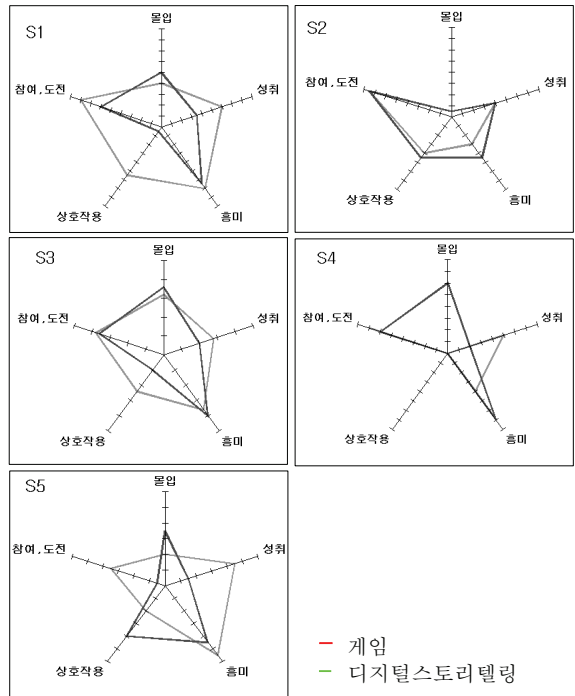 S1
몰입
참여,도전
성취
상호작용
흥미
S2
몰입
참여,도전
성취
상호작용
흥미
S3
몰입
참여,도전
성취
상호작용
흥미
S4
몰입
참여,도전
성취
상호작용
흥미
S5
몰입
참여,도전
성취
상호작용
흥미
게임
디지털스토리텔링